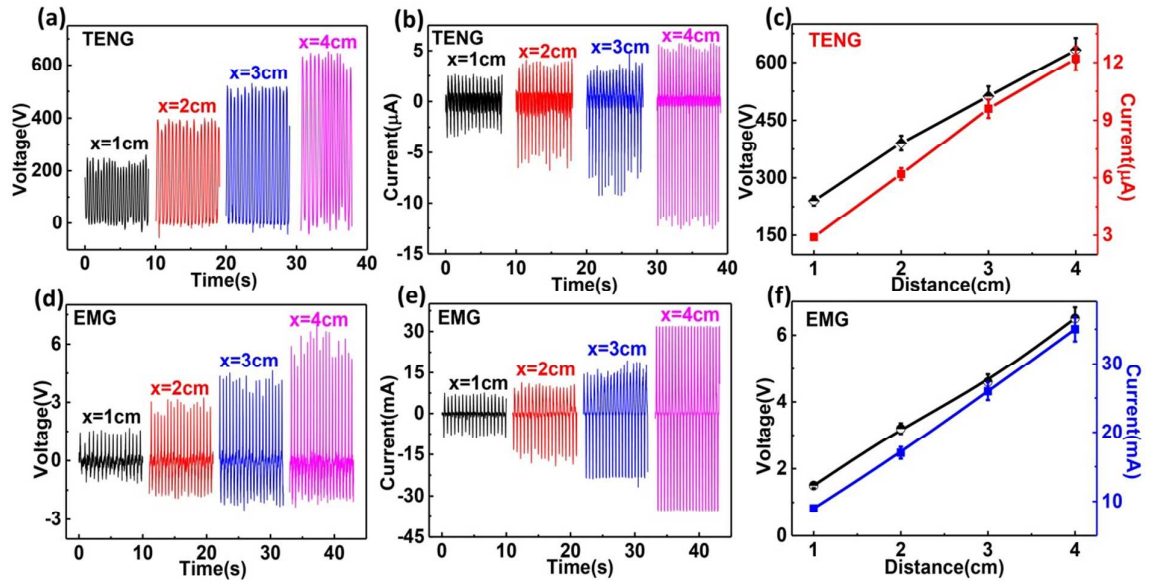 (a)
TENG
x=1cm
x=2cm
x=3cm
x=4cm
600
400
200
0
Voltage(V)
0 10 20 30 40
Time(s)
(b)
TENG
x=1cm
x=2cm
x=3cm
x=4cm
5
0
-5
-10
-15
Current(μA)
0 10 20 30 40
Time(s)
(c)
TENG
600
450
300
150
Voltage(V)
12
9
6
3
Current(μA)
1 2 3 4
Distance(cm)
(d)
EMG
x=1cm
x=2cm
x=3cm
x=4cm
6
3
0
-3
Voltage(V)
0 10 20 30 40
Time(s)
(e)
EMG
x=1cm
x=2cm
x=3cm
x=4cm
30
15
0
-15
-30
-45
Current(mA)
0 10 20 30 40
Time(s)
(f)
EMG
6
4
2
0
Voltage(V)
30
20
10
Current(mA)
1 2 3 4
Distance(cm)